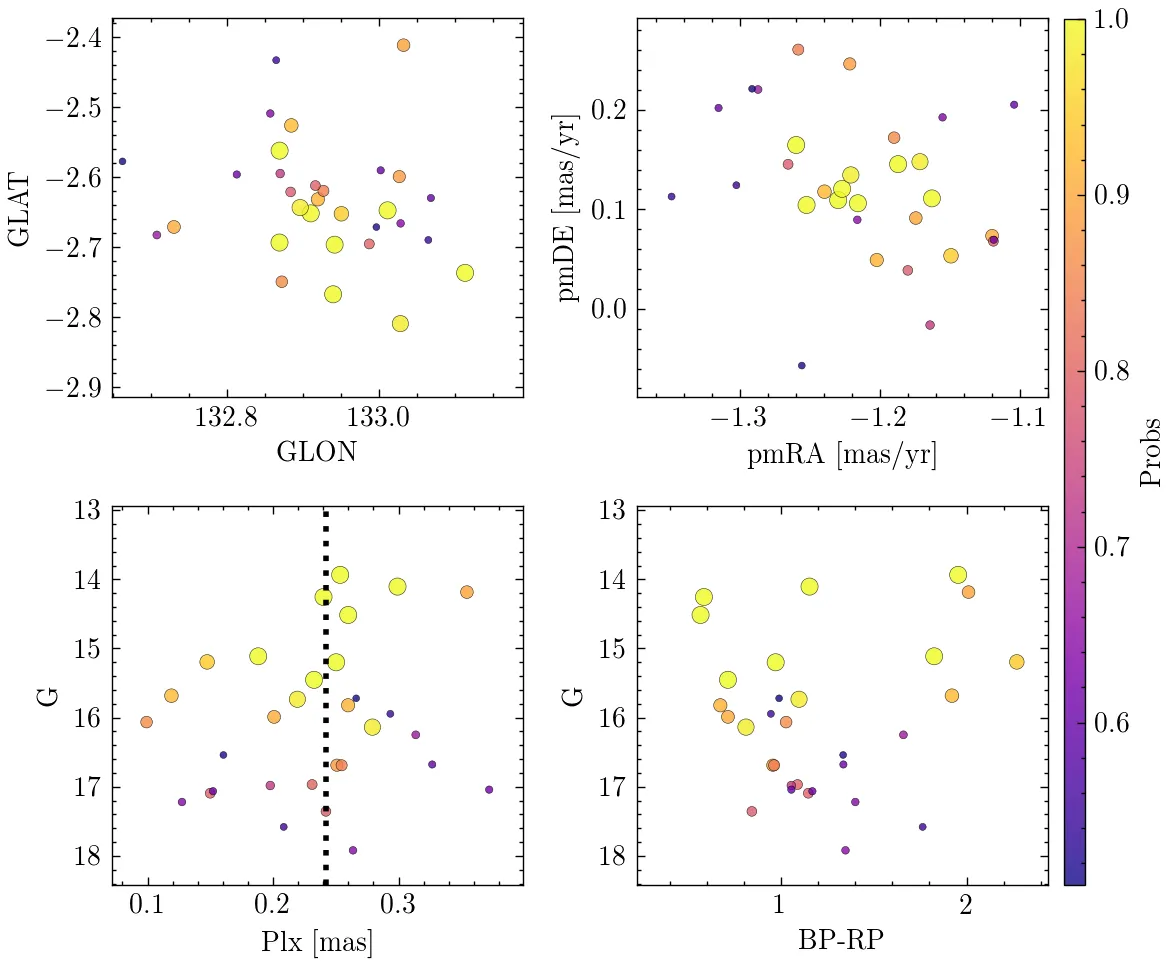 −2.4
−2.5
−2.6
−2.7
−2.8
−2.9
GLAT
132.8 133.0
GLON
0.2
0.1
0.0
pmDE [mas/yr]
−1.3 −1.2 −1.1
pmRA [mas/yr]
13
14
15
16
17
18
G
0.1 0.2 0.3
Plx [mas]
13
14
15
16
17
18
G
1 2
BP-RP
1.0
0.9
0.8
0.7
0.6
Probs